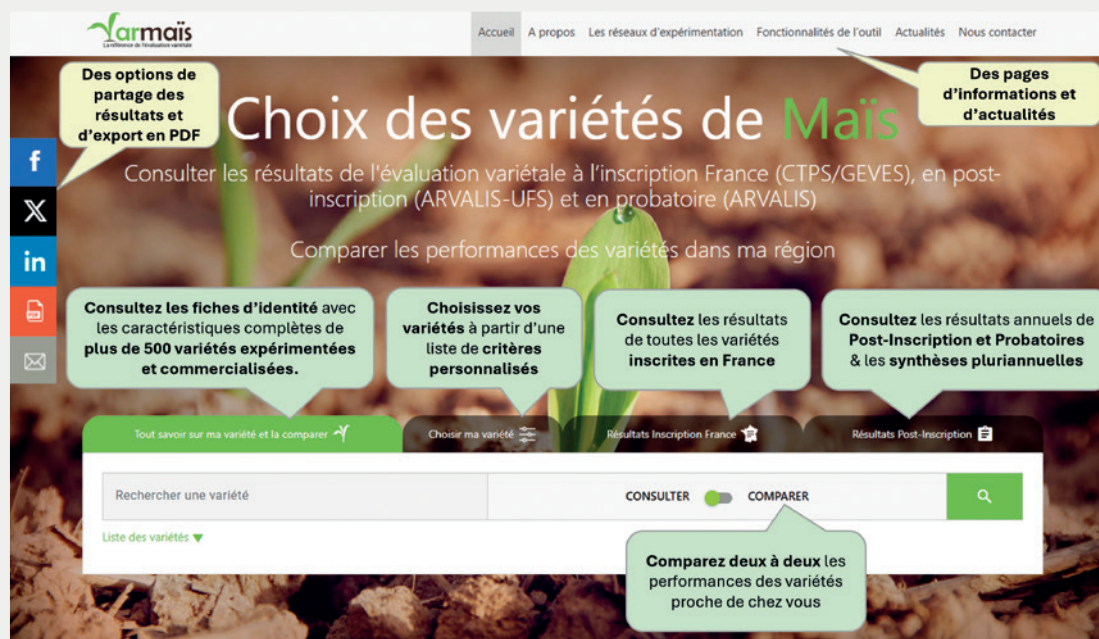 Varmaïs
La référence de l'évaluation variétale
Accueil A propos Les réseaux d'expérimentation Fonctionnalités de l'outil Actualités Nous contacter
Des options de
partage des
résultats et
d'export en PDF
Des pages
d'informations et
d'actualités
Choix des variétés de Maïs
Consulter les résultats de l'évaluation variétale à l'inscription France (CTPS/GEVES), en post-
inscription (ARVALIS-UFS) et en probatoire (ARVALIS)
Comparer les performances des variétés dans ma région
f
X
in
PDF
Consultez les fiches d'identité avec
les caractéristiques complètes de
plus de 500 variétés expérimentées
et commercialisées.
Choisissez vos
variétés à partir d'une
liste de critères
personnalisés
Consultez les résultats
de toutes les variétés
inscrites en France
Consultez les résultats annuels de
Post-Inscription et Probatoires
& les synthèses pluriannuelles
Tout savoir sur ma variété et la comparer
Choisir ma variété
Résultats Inscription France
Résultats Post-Inscription
Rechercher une variété
CONSULTER COMPARER
Liste des variétés ▼
Comparez deux à deux les
performances des variétés
proche de chez vous